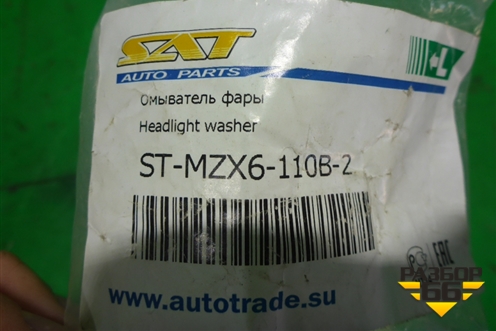 SAT
AUTO PARTS
L
Омыватель фары
Headlight washer
ST-MZX6-110B-2
EAC
www.autotrade.su
РАЗБОР
66